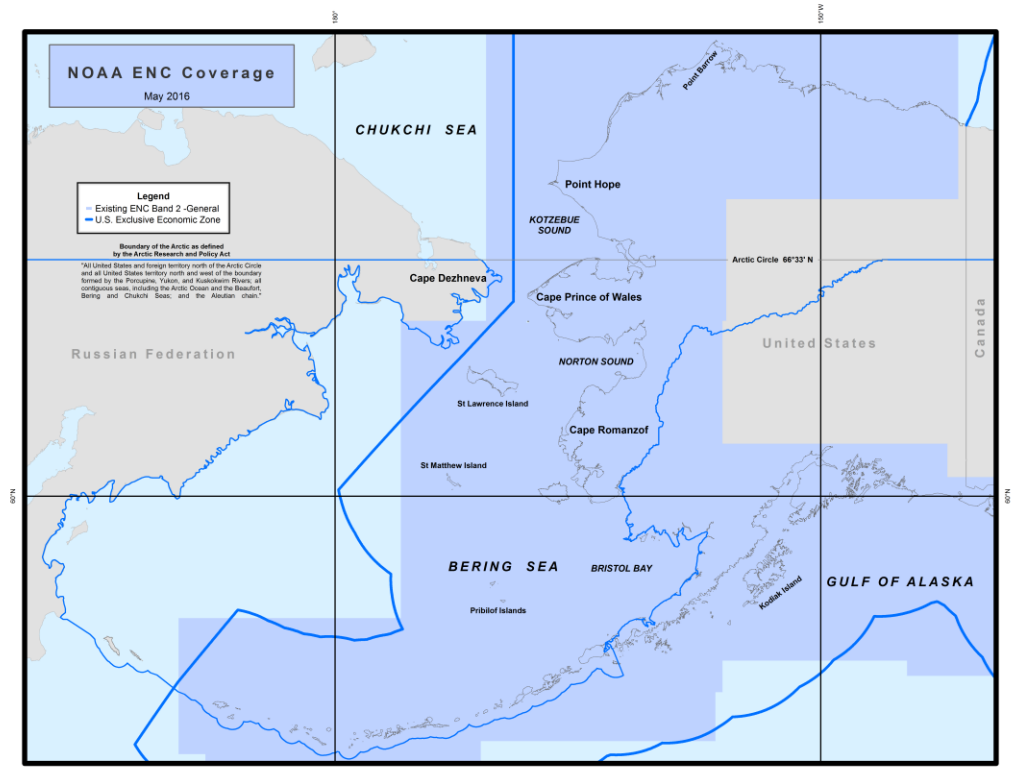 180°
150°W
NOAA ENC Coverage
May 2016
CHUKCHI SEA
Point Barrow
Legend
Existing ENC Band 2 -General
U.S. Exclusive Economic Zone
Point Hope
KOTZEBUE
SOUND
Boundary of the Arctic as defined
by the Arctic Research and Policy Act
"All United States and foreign territory north of the Arctic Circle
and all United States territory north and west of the boundary
formed by the Porcupine, Yukon, and Kuskokwim Rivers; all
contiguous seas, including the Arctic Ocean and the Beaufort,
Bering and Chukchi Seas; and the Aleutian chain."
Arctic Circle 66°33' N
Cape Dezhneva
Cape Prince of Wales
Russian Federation
United States
Canada
NORTON SOUND
St Lawrence Island
Cape Romanzof
St Matthew Island
60°N
60°N
BERING SEA
BRISTOL BAY
Kodiak Island
GULF OF ALASKA
Pribilof Islands